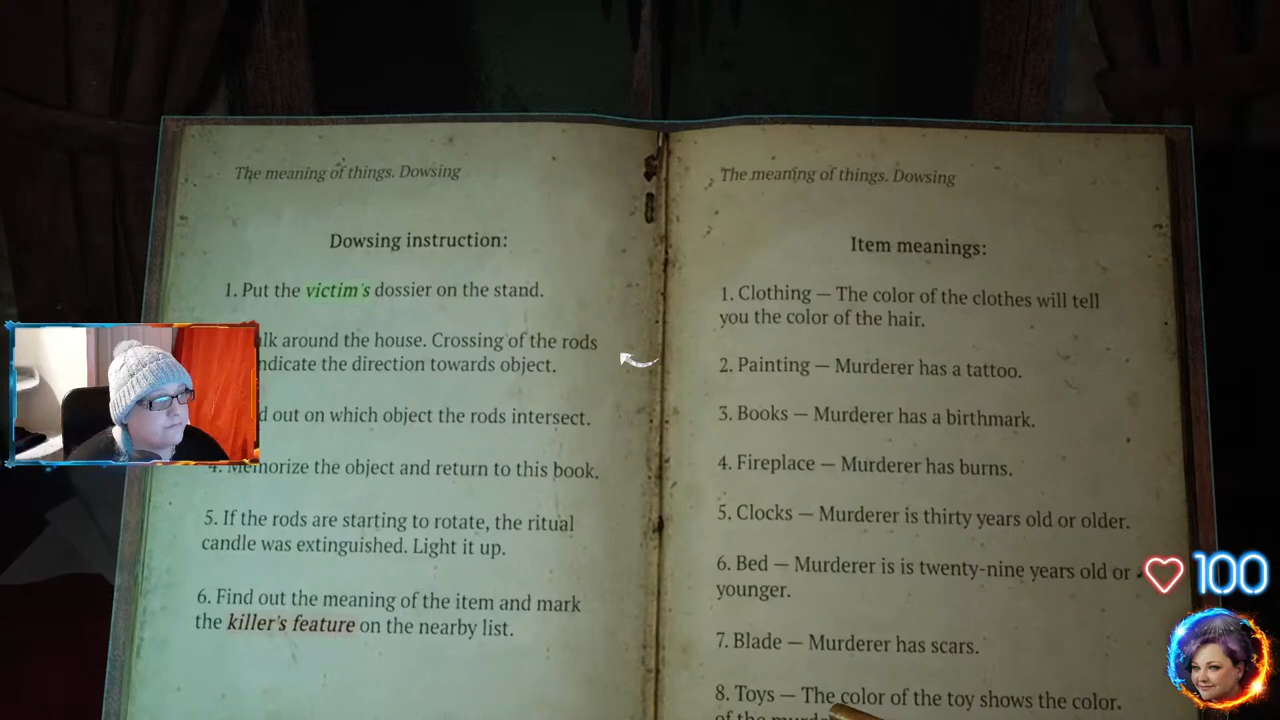 The meaning of things. Dowsing
Dowsing instruction:
1. Put the victim's dossier on the stand.
lk around the house. Crossing of the rods
ndicate the direction towards object.
d out on which object the rods intersect.
4. Memorize the object and return to this book.
5. If the rods are starting to rotate, the ritual
candle was extinguished. Light it up.
6. Find out the meaning of the item and mark
the killer's feature on the nearby list.
The meaning of things. Dowsing
Item meanings:
1. Clothing — The color of the clothes will tell
you the color of the hair.
2. Painting — Murderer has a tattoo.
3. Books — Murderer has a birthmark.
4. Fireplace — Murderer has burns.
5. Clocks — Murderer is thirty years old or older.
6. Bed — Murderer is is twenty-nine years old or
younger.
7. Blade — Murderer has scars.
8. Toys — The color of the toy shows the color.
of the
100